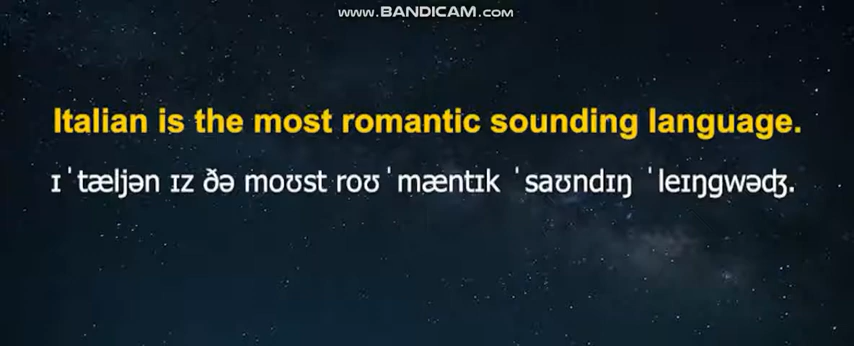 www.BANDICAM.com
Italian is the most romantic sounding language.
ɪˈtæljən ɪz ðə moʊst roʊˈmæntɪk ˈsaʊndɪŋ ˈleɪŋgwəʤ.